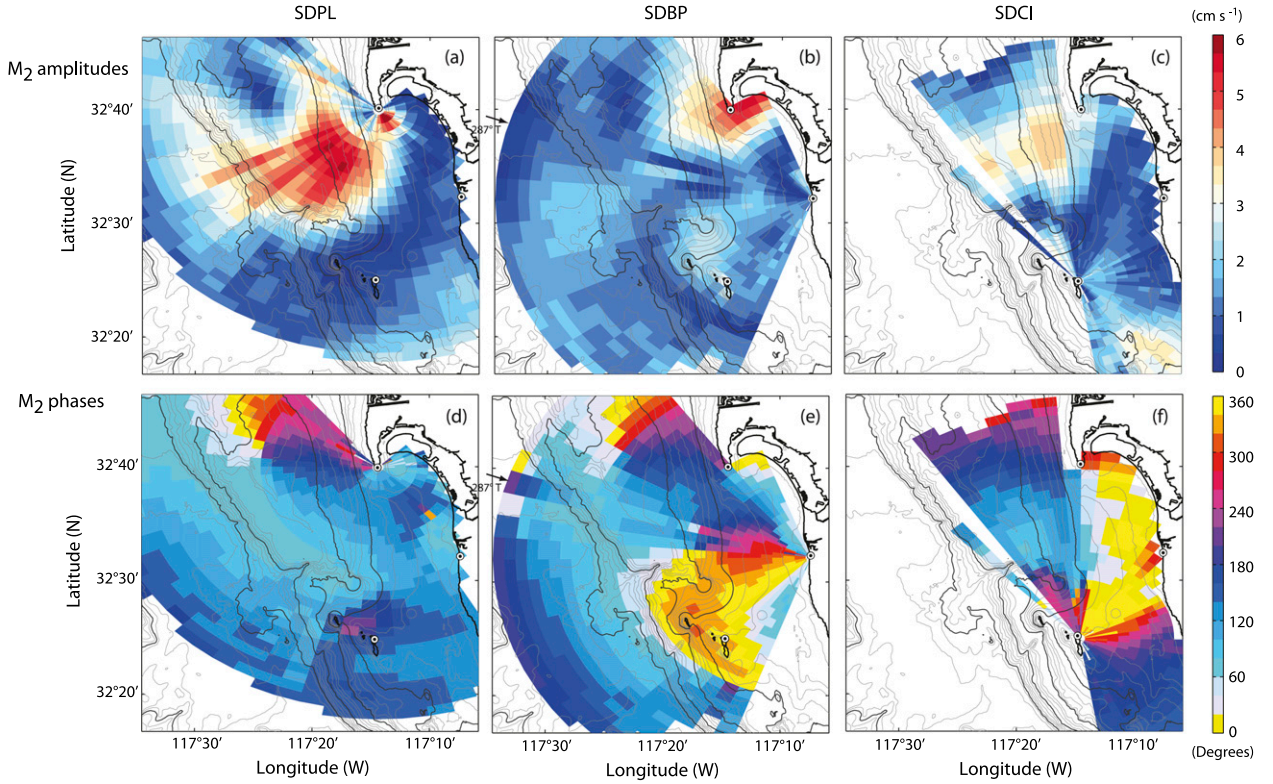 SDPL SDBP SDCI (cm s⁻¹)
M₂ amplitudes (a) (b) (c) 6
5
32°40′
287° T
4
Latitude (N)
3
32°30′
2
32°20′
1
0
M₂ phases (d) (e) (f) 360
300
32°40′
287° T
240
Latitude (N)
180
32°30′
120
32°20′
60
0
117°30′ 117°20′ 117°10′ 117°30′ 117°20′ 117°10′ 117°30′ 117°20′ 117°10′ (Degrees)
Longitude (W) Longitude (W) Longitude (W)